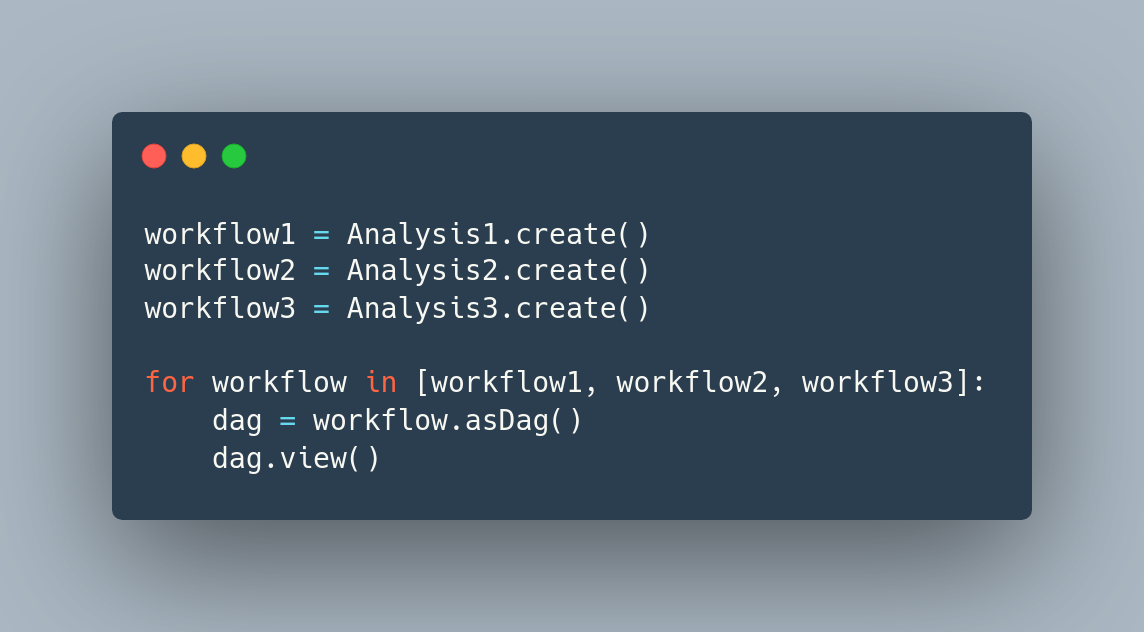 workflow1 = Analysis1.create()
workflow2 = Analysis2.create()
workflow3 = Analysis3.create()

for workflow in [workflow1, workflow2, workflow3]:
    dag = workflow.asDag()
    dag.view()